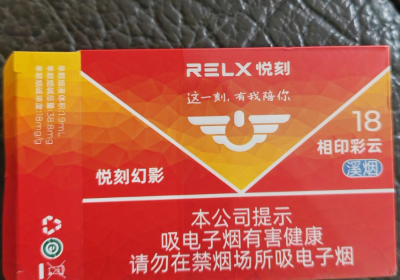 RELX 悦刻
这一刻,有我陪你
18
相印彩云
溪烟
悦刻幻影
本公司提示
吸电子烟有害健康
请勿在禁烟场所吸电子烟